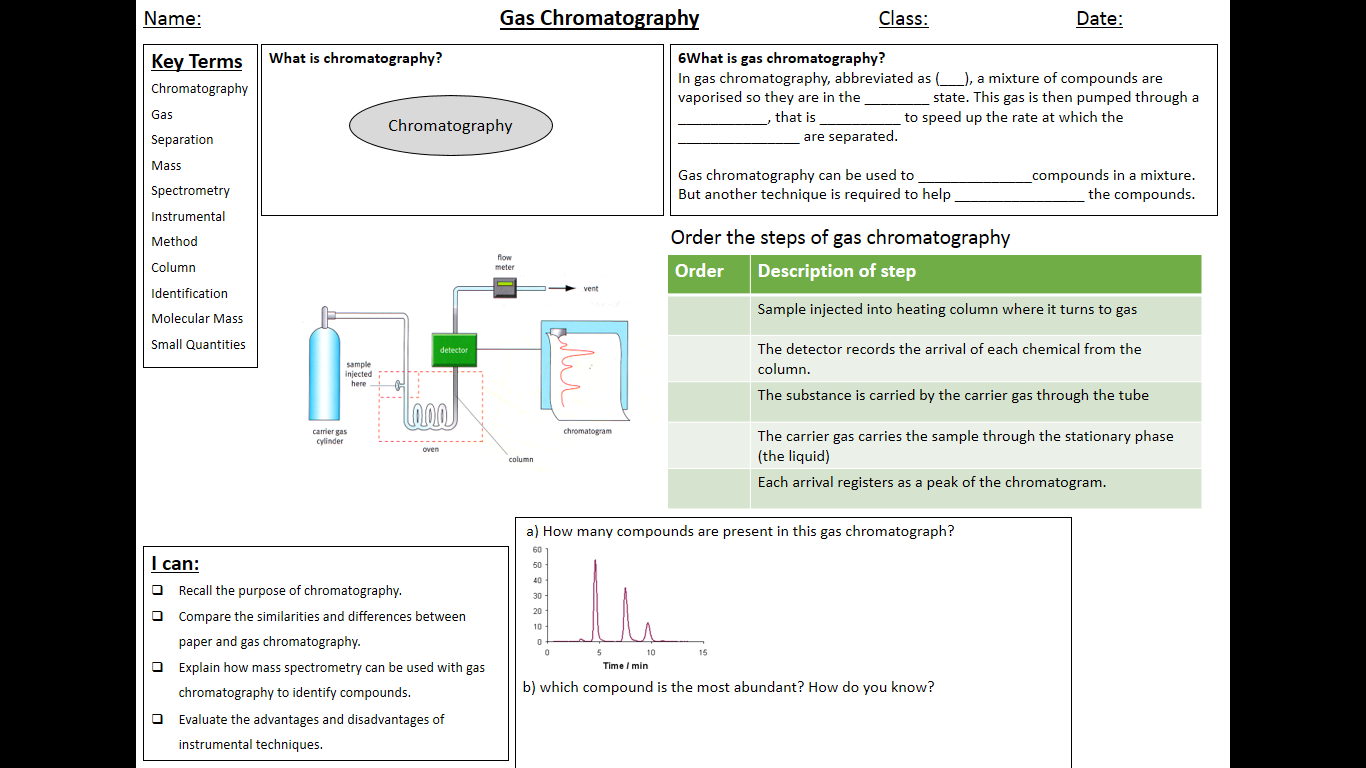 Name:
Gas Chromatography
Class:
Date:
Key Terms
Chromatography
Gas
Separation
Mass
Spectrometry
Instrumental
Method
Column
Identification
Molecular Mass
Small Quantities
What is chromatography?
Chromatography
6What is gas chromatography?
In gas chromatography, abbreviated as (___), a mixture of compounds are
vaporised so they are in the ________ state. This gas is then pumped through a
___________, that is __________ to speed up the rate at which the
_______________ are separated.
Gas chromatography can be used to ______________compounds in a mixture.
But another technique is required to help ________________ the compounds.
flow
meter
vent
detector
sample
injected
here
carrier gas
cylinder
oven
column
chromatogram
Order the steps of gas chromatography
Order Description of step
Sample injected into heating column where it turns to gas
The detector records the arrival of each chemical from the
column.
The substance is carried by the carrier gas through the tube
The carrier gas carries the sample through the stationary phase
(the liquid)
Each arrival registers as a peak of the chromatogram.
I can:
Recall the purpose of chromatography.
Compare the similarities and differences between
paper and gas chromatography.
Explain how mass spectrometry can be used with gas
chromatography to identify compounds.
Evaluate the advantages and disadvantages of
instrumental techniques.
a) How many compounds are present in this gas chromatograph?
60
50
40
30
20
10
0
0 5 10 15
Time / min
b) which compound is the most abundant? How do you know?